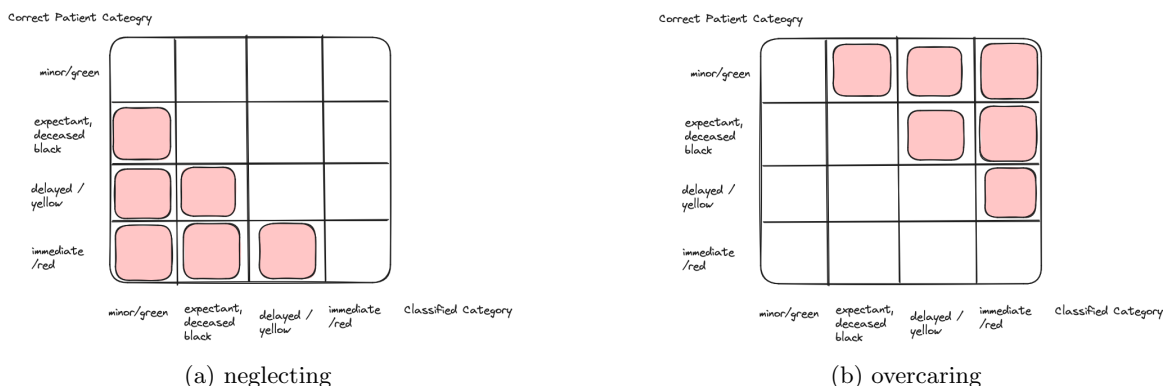 Correct Patient Cateogry
minor/green
expectant,
deceased
black
delayed /
yellow
immediate
/red
minor/green
expectant,
deceased
black
delayed /
yellow
immediate
/red
Classified Category
(a) neglecting
Correct Patient Cateogry
minor/green
expectant,
deceased
black
delayed /
yellow
immediate
/red
minor/green
expectant,
deceased
black
delayed /
yellow
immediate
/red
Classified Category
(b) overcaring